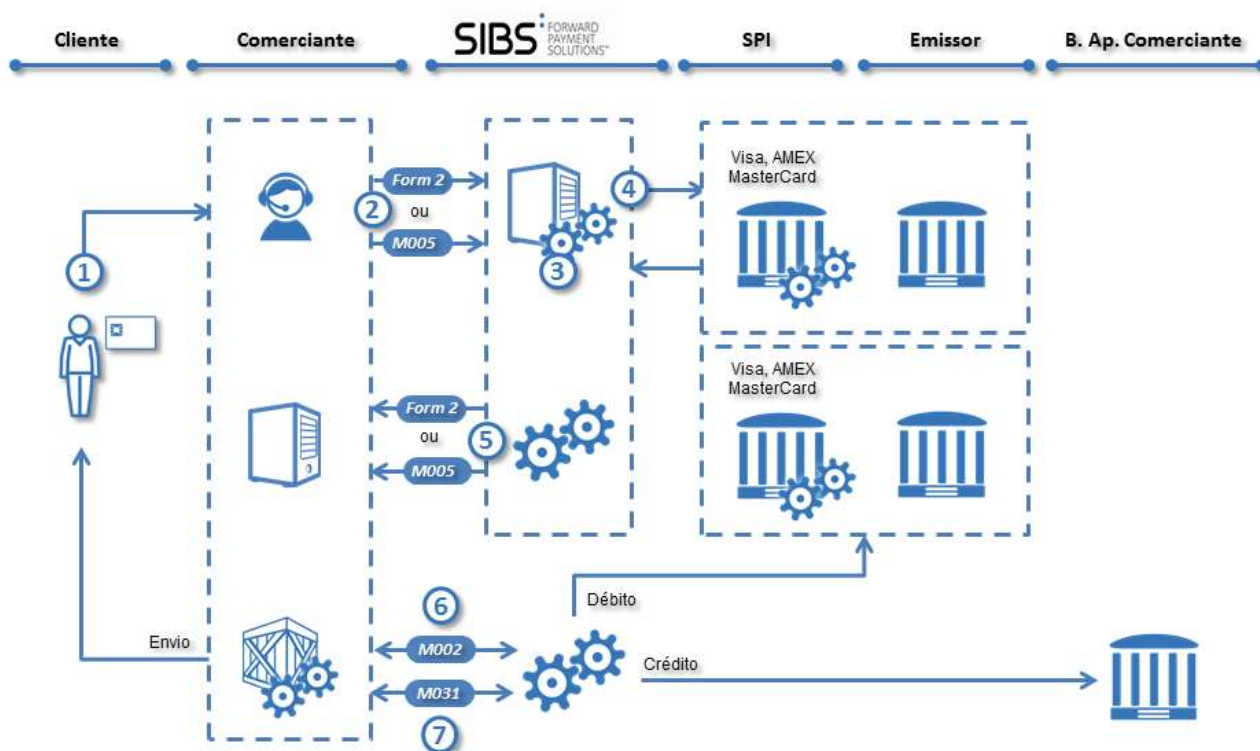 Cliente
Comerciante
SIBS FORWARD
PAYMENT
SOLUTIONS™
SPI
Emissor
B. Ap. Comerciante
Visa, AMEX
MasterCard
Form 2
2
ou
M005
4
3
1
Visa, AMEX
MasterCard
Form 2
ou
5
M005
6
Débito
Envio
M002
Crédito
M031
7